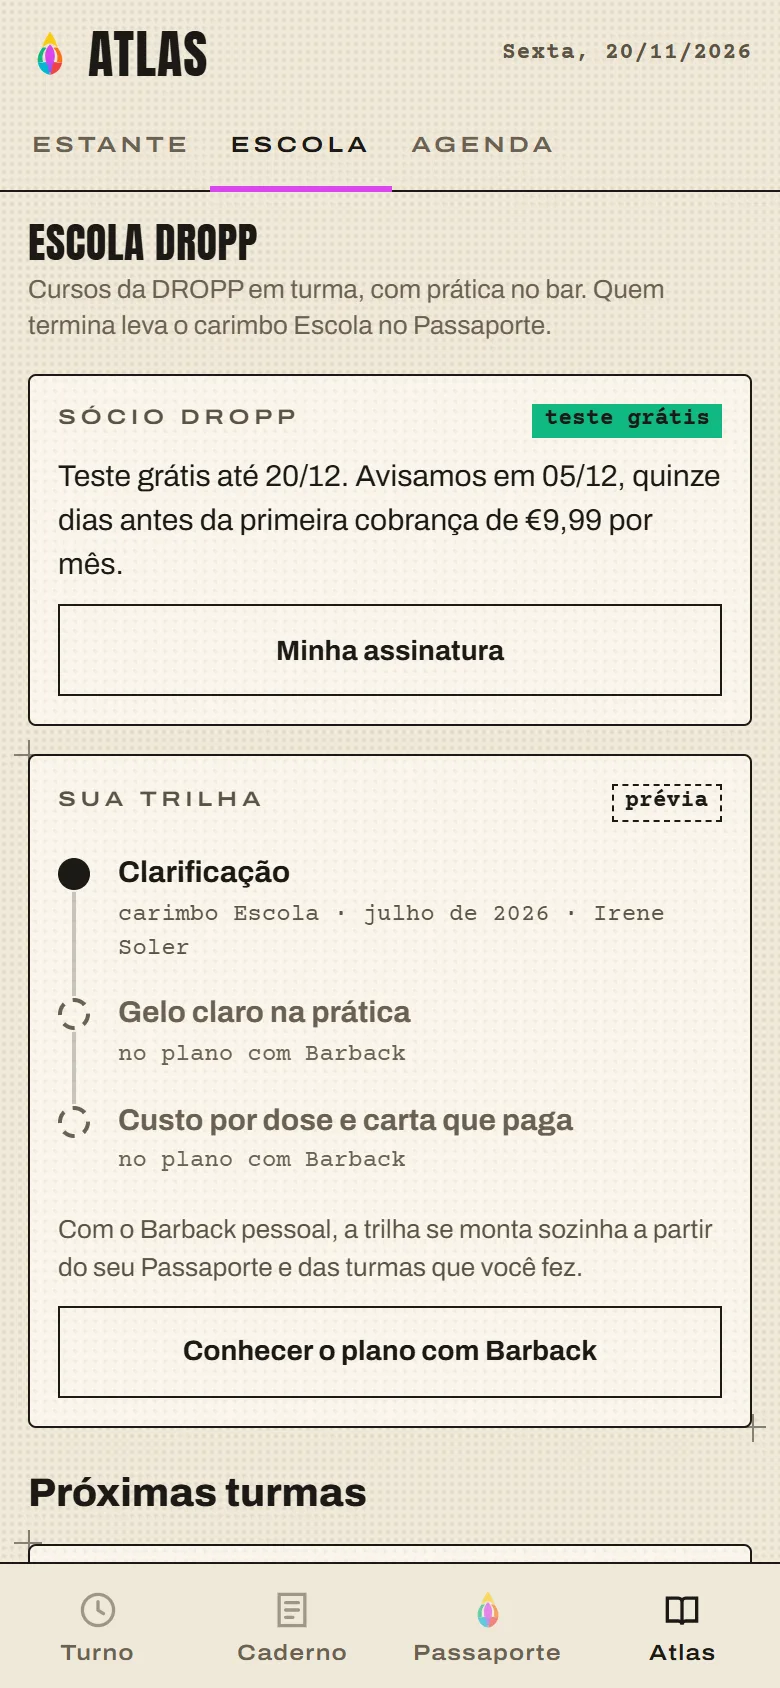 ATLAS
Sexta, 20/11/2026
ESTANTE
ESCOLA
AGENDA
ESCOLA DROPP
Cursos da DROPP em turma, com prática no bar. Quem
termina leva o carimbo Escola no Passaporte.
SÓCIO DROPP
teste grátis
Teste grátis até 20/12. Avisamos em 05/12, quinze
dias antes da primeira cobrança de €9,99 por
mês.
Minha assinatura
SUA TRILHA
prévia
Clarificação
carimbo Escola · julho de 2026 · Irene
Soler
Gelo claro na prática
no plano com Barback
Custo por dose e carta que paga
no plano com Barback
Com o Barback pessoal, a trilha se monta sozinha a partir
do seu Passaporte e das turmas que você fez.
Conhecer o plano com Barback
Próximas turmas
Turno
Caderno
Passaporte
Atlas